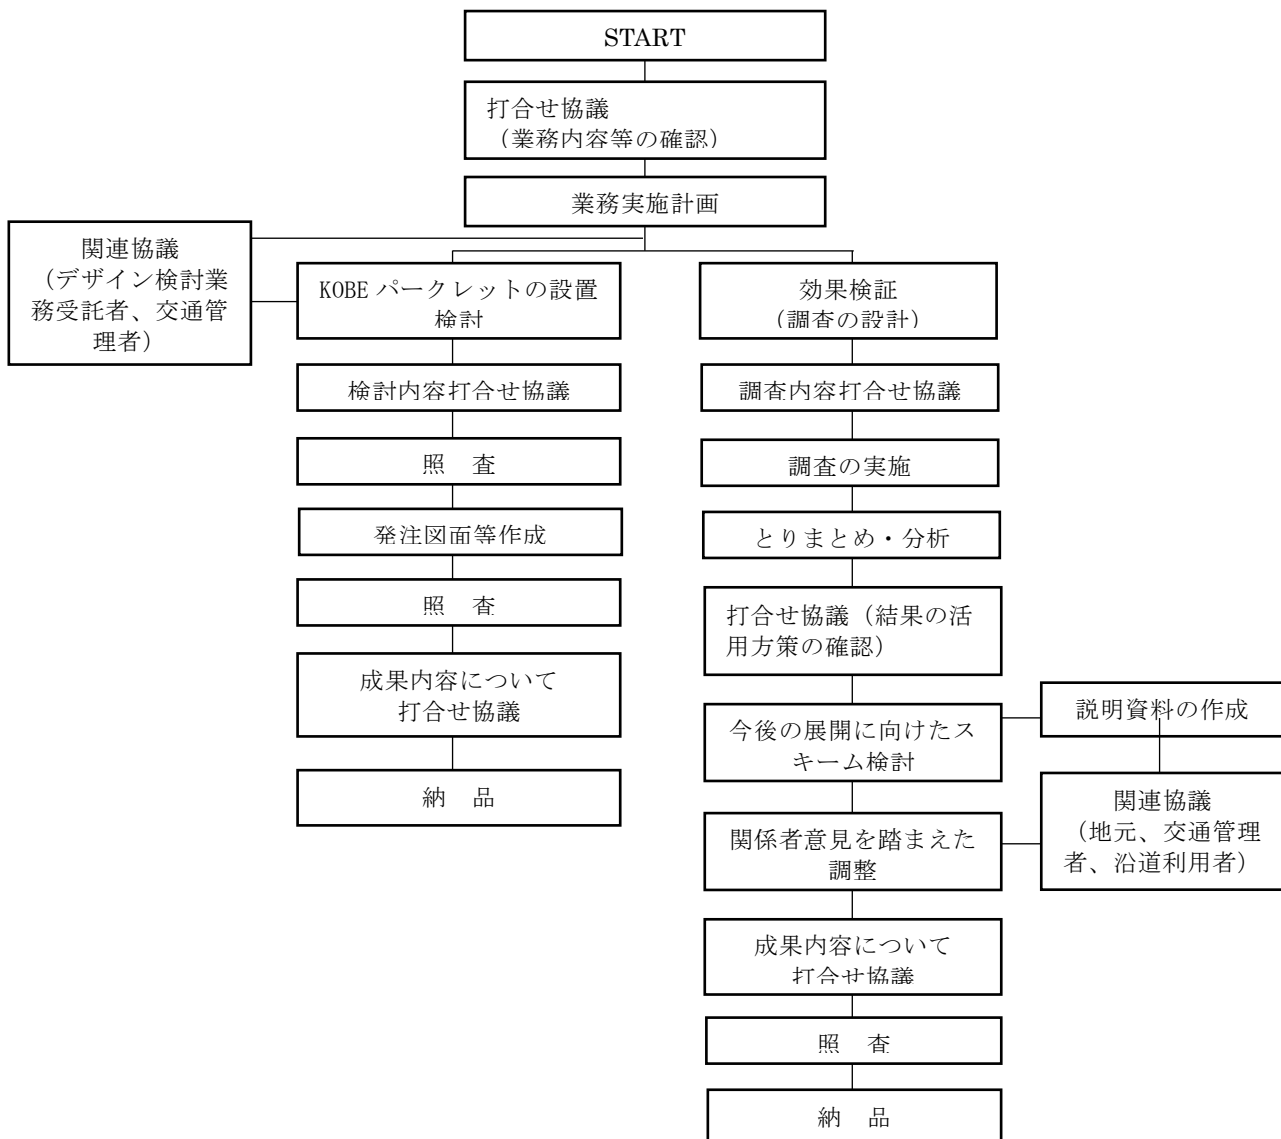 START
打合せ協議
（業務内容等の確認）
業務実施計画
関連協議
（デザイン検討業
務受託者、交通管
理者）
KOBE パークレットの設置
検討
検討内容打合せ協議
照　査
発注図面等作成
照　査
成果内容について
打合せ協議
納　品
効果検証
（調査の設計）
調査内容打合せ協議
調査の実施
とりまとめ・分析
打合せ協議（結果の活
用方策の確認）
今後の展開に向けたス
キーム検討
説明資料の作成
関連協議
（地元、交通管理
者、沿道利用者）
関係者意見を踏まえた
調整
成果内容について
打合せ協議
照　査
納　品